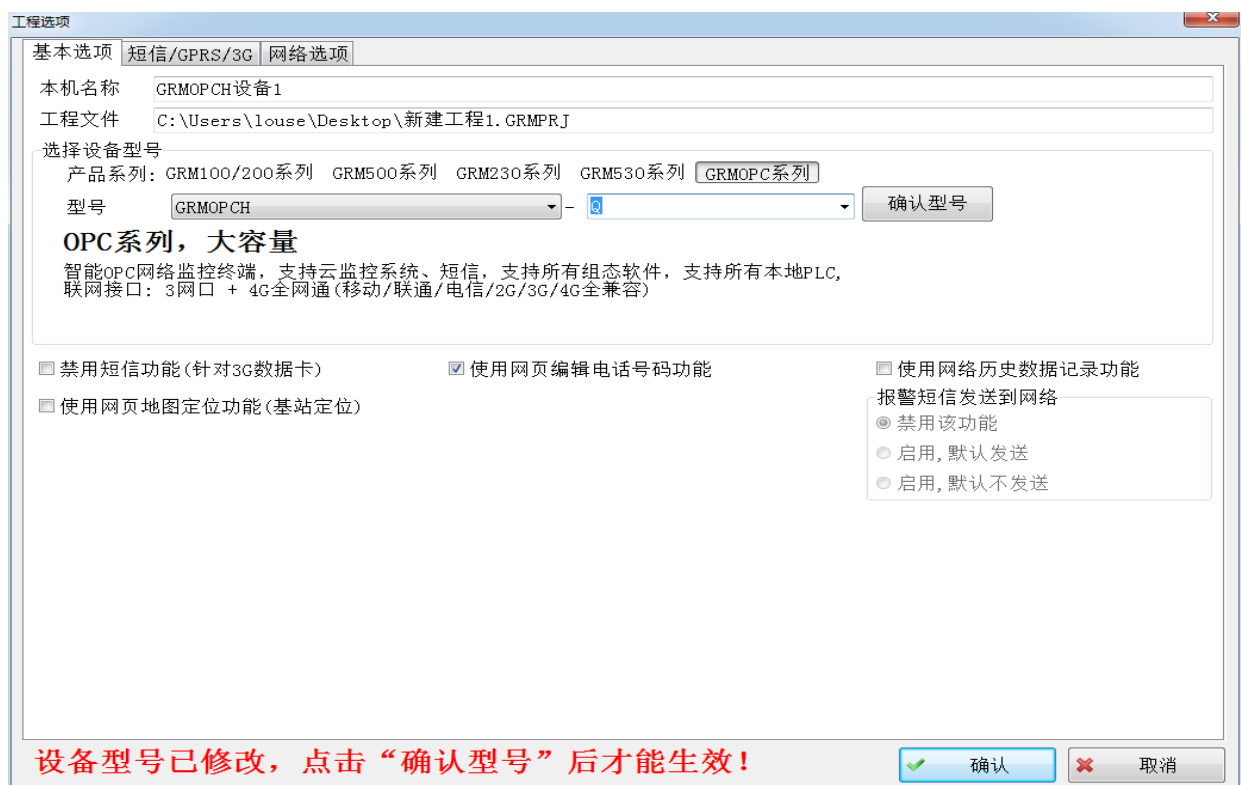 工程选项
基本选项 短信/GPRS/3G 网络选项
本机名称 GRMOPCH设备1
工程文件 C:\Users\louse\Desktop\新建工程1.GRMPRJ
选择设备型号
产品系列: GRM100/200系列 GRM500系列 GRM230系列 GRM530系列 GRMOPC系列
型号 GRMOPCH - Q 确认型号
OPC系列，大容量
智能OPC网络监控终端，支持云监控系统、短信，支持所有组态软件，支持所有本地PLC,
联网接口: 3网口 + 4G全网通(移动/联通/电信/2G/3G/4G全兼容)
禁用短信功能(针对3G数据卡) 使用网页编辑电话号码功能 使用网络历史数据记录功能
使用网页地图定位功能(基站定位)
报警短信发送到网络
禁用该功能
启用,默认发送
启用,默认不发送
设备型号已修改，点击“确认型号”后才能生效！
确认 取消